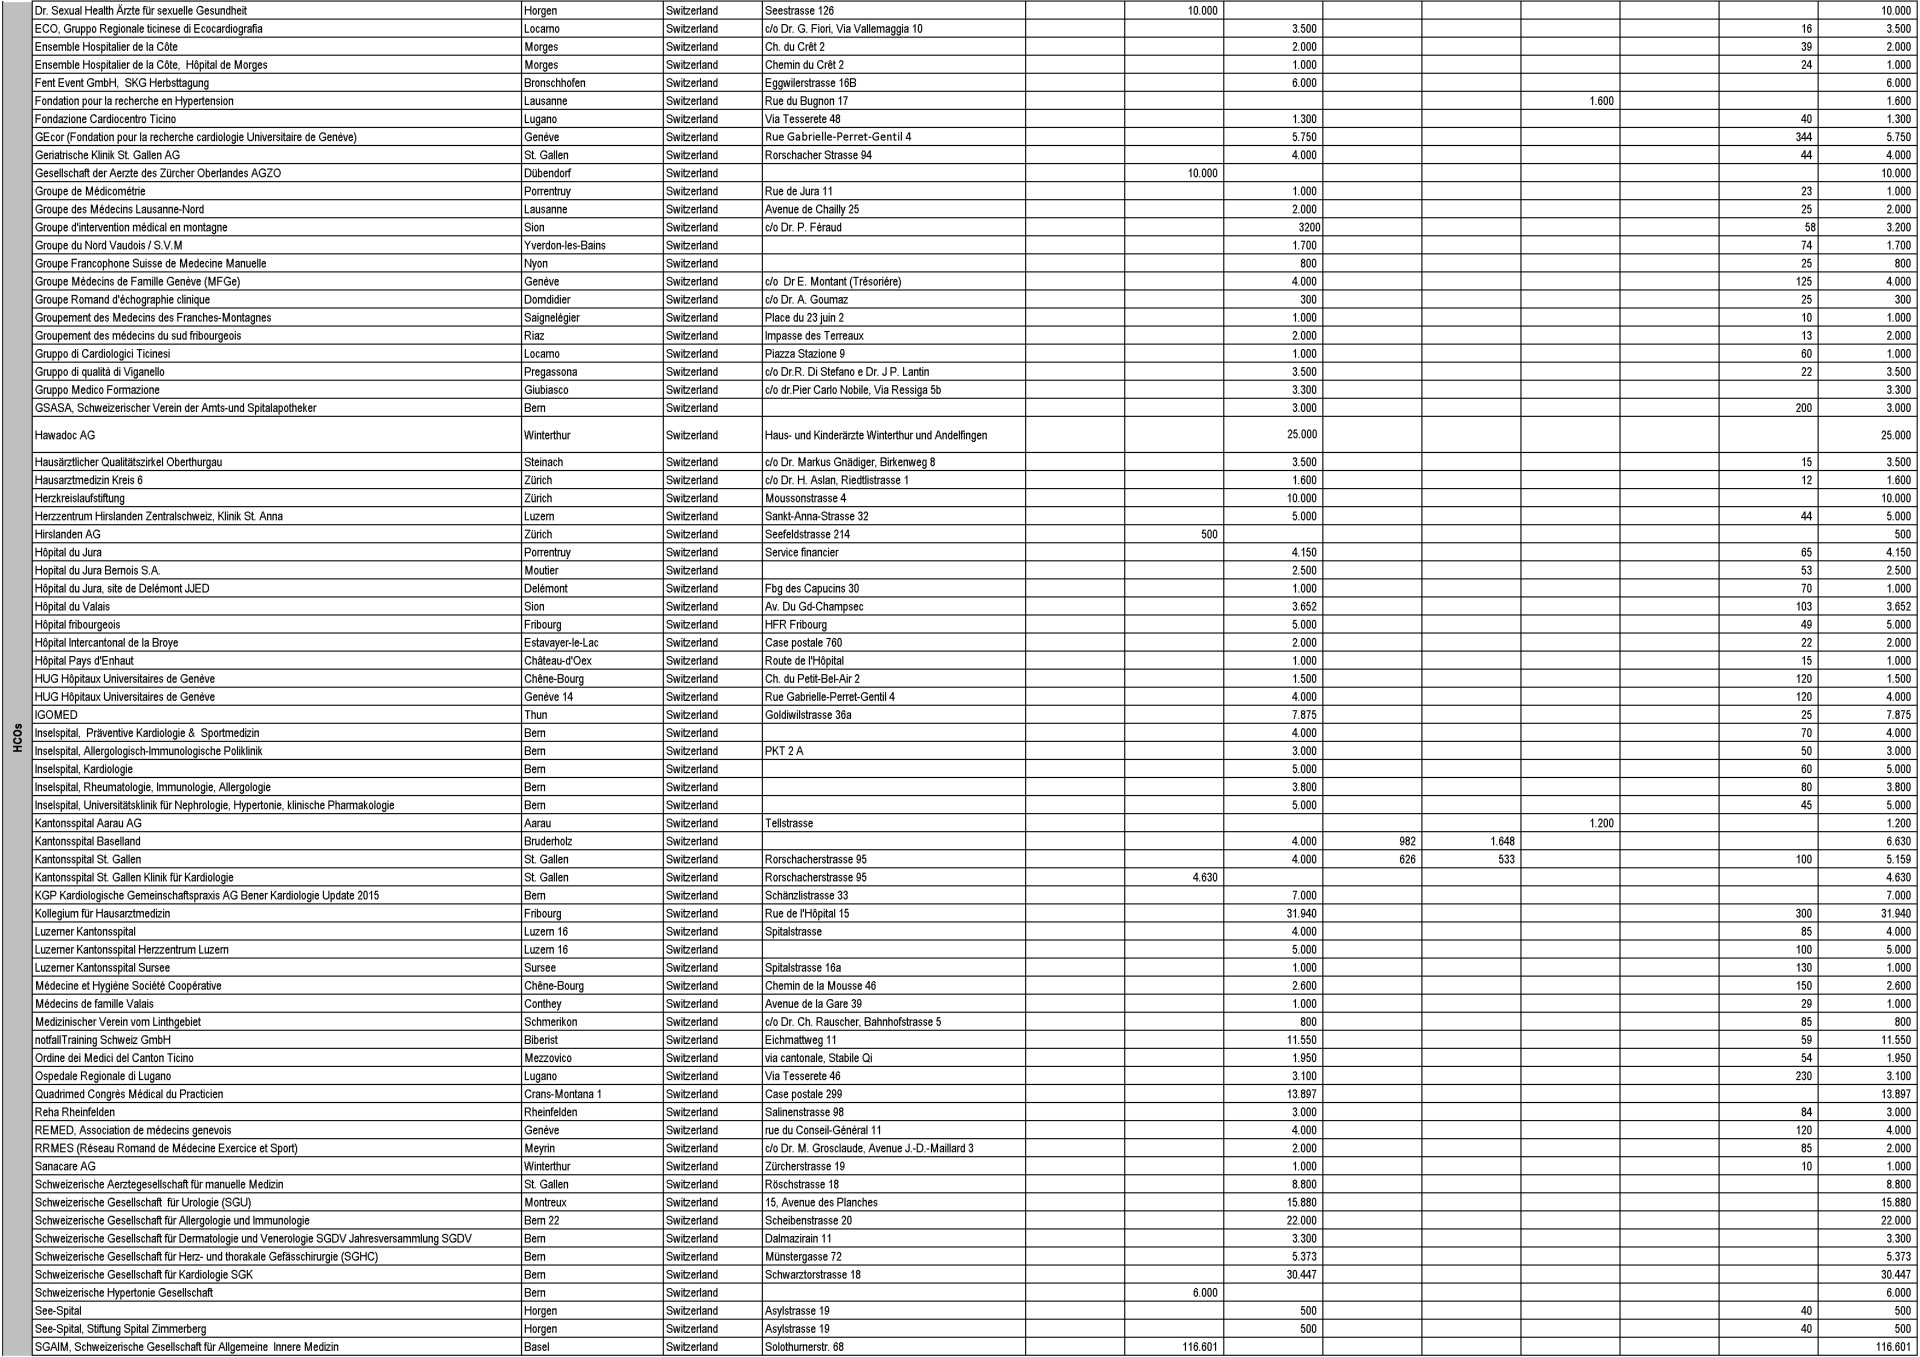 HCOs
Dr. Sexual Health Ärzte für sexuelle Gesundheit Horgen Switzerland Seestrasse 126 10.000 10.000
ECO, Gruppo Regionale ticinese di Ecocardiografia Locarno Switzerland c/o Dr. G. Fiori, Via Vallemaggia 10 3.500 16 3.500
Ensemble Hospitalier de la Côte Morges Switzerland Ch. du Crêt 2 2.000 39 2.000
Ensemble Hospitalier de la Côte, Hôpital de Morges Morges Switzerland Chemin du Crêt 2 1.000 24 1.000
Fent Event GmbH, SKG Herbsttagung Bronschhofen Switzerland Eggwilerstrasse 16B 6.000 6.000
Fondation pour la recherche en Hypertension Lausanne Switzerland Rue du Bugnon 17 1.600 1.600
Fondazione Cardiocentro Ticino Lugano Switzerland Via Tesserete 48 1.300 40 1.300
GEcor (Fondation pour la recherche cardiologie Universitaire de Genève) Genève Switzerland Rue Gabrielle-Perret-Gentil 4 5.750 344 5.750
Geriatrische Klinik St. Gallen AG St. Gallen Switzerland Rorschacher Strasse 94 4.000 44 4.000
Gesellschaft der Aerzte des Zürcher Oberlandes AGZO Dübendorf Switzerland 10.000 10.000
Groupe de Médicométrie Porrentruy Switzerland Rue de Jura 11 1.000 23 1.000
Groupe des Médecins Lausanne-Nord Lausanne Switzerland Avenue de Chailly 25 2.000 25 2.000
Groupe d'intervention médical en montagne Sion Switzerland c/o Dr. P. Féraud 3200 58 3.200
Groupe du Nord Vaudois / S.V.M Yverdon-les-Bains Switzerland 1.700 74 1.700
Groupe Francophone Suisse de Medecine Manuelle Nyon Switzerland 800 25 800
Groupe Médecins de Famille Genève (MFGe) Genève Switzerland c/o Dr E. Montant (Trésorière) 4.000 125 4.000
Groupe Romand d'échographie clinique Domdidier Switzerland c/o Dr. A. Goumaz 300 25 300
Groupement des Medecins des Franches-Montagnes Saignelégier Switzerland Place du 23 juin 2 1.000 10 1.000
Groupement des médecins du sud fribourgeois Riaz Switzerland Impasse des Terreaux 2.000 13 2.000
Gruppo di Cardiologici Ticinesi Locarno Switzerland Piazza Stazione 9 1.000 60 1.000
Gruppo di qualità di Viganello Pregassona Switzerland c/o Dr.R. Di Stefano e Dr. J P. Lantin 3.500 22 3.500
Gruppo Medico Formazione Giubiasco Switzerland c/o dr.Pier Carlo Nobile, Via Ressiga 5b 3.300 3.300
GSASA, Schweizerischer Verein der Amts-und Spitalapotheker Bern Switzerland 3.000 200 3.000
Hawadoc AG Winterthur Switzerland Haus- und Kinderärzte Winterthur und Andelfingen 25.000 25.000
Hausärztlicher Qualitätszirkel Oberthurgau Steinach Switzerland c/o Dr. Markus Gnädiger, Birkenweg 8 3.500 15 3.500
Hausarztmedizin Kreis 6 Zürich Switzerland c/o Dr. H. Aslan, Riedtlistrasse 1 1.600 12 1.600
Herzkreislaufstiftung Zürich Switzerland Moussonstrasse 4 10.000 10.000
Herzzentrum Hirslanden Zentralschweiz, Klinik St. Anna Luzern Switzerland Sankt-Anna-Strasse 32 5.000 44 5.000
Hirslanden AG Zürich Switzerland Seefeldstrasse 214 500 500
Hôpital du Jura Porrentruy Switzerland Service financier 4.150 65 4.150
Hopital du Jura Bernois S.A. Moutier Switzerland 2.500 53 2.500
Hôpital du Jura, site de Delémont JJED Delémont Switzerland Fbg des Capucins 30 1.000 70 1.000
Hôpital du Valais Sion Switzerland Av. Du Gd-Champsec 3.652 103 3.652
Hôpital fribourgeois Fribourg Switzerland HFR Fribourg 5.000 49 5.000
Hôpital Intercantonal de la Broye Estavayer-le-Lac Switzerland Case postale 760 2.000 22 2.000
Hôpital Pays d'Enhaut Château-d'Oex Switzerland Route de l'Hôpital 1.000 15 1.000
HUG Hôpitaux Universitaires de Genève Chêne-Bourg Switzerland Ch. du Petit-Bel-Air 2 1.500 120 1.500
HUG Hôpitaux Universitaires de Genève Genève 14 Switzerland Rue Gabrielle-Perret-Gentil 4 4.000 120 4.000
IGOMED Thun Switzerland Goldiwilstrasse 36a 7.875 25 7.875
Inselspital, Präventive Kardiologie & Sportmedizin Bern Switzerland 4.000 70 4.000
Inselspital, Allergologisch-Immunologische Poliklinik Bern Switzerland PKT 2 A 3.000 50 3.000
Inselspital, Kardiologie Bern Switzerland 5.000 60 5.000
Inselspital, Rheumatologie, Immunologie, Allergologie Bern Switzerland 3.800 80 3.800
Inselspital, Universitätsklinik für Nephrologie, Hypertonie, klinische Pharmakologie Bern Switzerland 5.000 45 5.000
Kantonsspital Aarau AG Aarau Switzerland Tellstrasse 1.200 1.200
Kantonsspital Baselland Bruderholz Switzerland 4.000 982 1.648 6.630
Kantonsspital St. Gallen St. Gallen Switzerland Rorschacherstrasse 95 4.000 626 533 100 5.159
Kantonsspital St. Gallen Klinik für Kardiologie St. Gallen Switzerland Rorschacherstrasse 95 4.630 4.630
KGP Kardiologische Gemeinschaftspraxis AG Bener Kardiologie Update 2015 Bern Switzerland Schänzlistrasse 33 7.000 7.000
Kollegium für Hausarztmedizin Fribourg Switzerland Rue de l'Hôpital 15 31.940 300 31.940
Luzerner Kantonsspital Luzern 16 Switzerland Spitalstrasse 4.000 85 4.000
Luzerner Kantonsspital Herzzentrum Luzern Luzern 16 Switzerland 5.000 100 5.000
Luzerner Kantonsspital Sursee Sursee Switzerland Spitalstrasse 16a 1.000 130 1.000
Médecine et Hygiène Société Coopérative Chêne-Bourg Switzerland Chemin de la Mousse 46 2.600 150 2.600
Médecins de famille Valais Conthey Switzerland Avenue de la Gare 39 1.000 29 1.000
Medizinischer Verein vom Linthgebiet Schmerikon Switzerland c/o Dr. Ch. Rauscher, Bahnhofstrasse 5 800 85 800
notfallTraining Schweiz GmbH Biberist Switzerland Eichmattweg 11 11.550 59 11.550
Ordine dei Medici del Canton Ticino Mezzovico Switzerland via cantonale, Stabile Qi 1.950 54 1.950
Ospedale Regionale di Lugano Lugano Switzerland Via Tesserete 46 3.100 230 3.100
Quadrimed Congrés Médical du Practicien Crans-Montana 1 Switzerland Case postale 299 13.897 13.897
Reha Rheinfelden Rheinfelden Switzerland Salinenstrasse 98 3.000 84 3.000
REMED, Association de médecins genevois Genève Switzerland rue du Conseil-Général 11 4.000 120 4.000
RRMES (Réseau Romand de Médecine Exercice et Sport) Meyrin Switzerland c/o Dr. M. Grosclaude, Avenue J.-D.-Maillard 3 2.000 85 2.000
Sanacare AG Winterthur Switzerland Zürcherstrasse 19 1.000 10 1.000
Schweizerische Aerztegesellschaft für manuelle Medizin St. Gallen Switzerland Röschstrasse 18 8.800 8.800
Schweizerische Gesellschaft für Urologie (SGU) Montreux Switzerland 15, Avenue des Planches 15.880 15.880
Schweizerische Gesellschaft für Allergologie und Immunologie Bern 22 Switzerland Scheibenstrasse 20 22.000 22.000
Schweizerische Gesellschaft für Dermatologie und Venerologie SGDV Jahresversammlung SGDV Bern Switzerland Dalmazirain 11 3.300 3.300
Schweizerische Gesellschaft für Herz- und thorakale Gefässchirurgie (SGHC) Bern Switzerland Münstergasse 72 5.373 5.373
Schweizerische Gesellschaft für Kardiologie SGK Bern Switzerland Schwarztorstrasse 18 30.447 30.447
Schweizerische Hypertonie Gesellschaft Bern Switzerland 6.000 6.000
See-Spital Horgen Switzerland Asylstrasse 19 500 40 500
See-Spital, Stiftung Spital Zimmerberg Horgen Switzerland Asylstrasse 19 500 40 500
SGAIM, Schweizerische Gesellschaft für Allgemeine Innere Medizin Basel Switzerland Solothurnerstr. 68 116.601 116.601